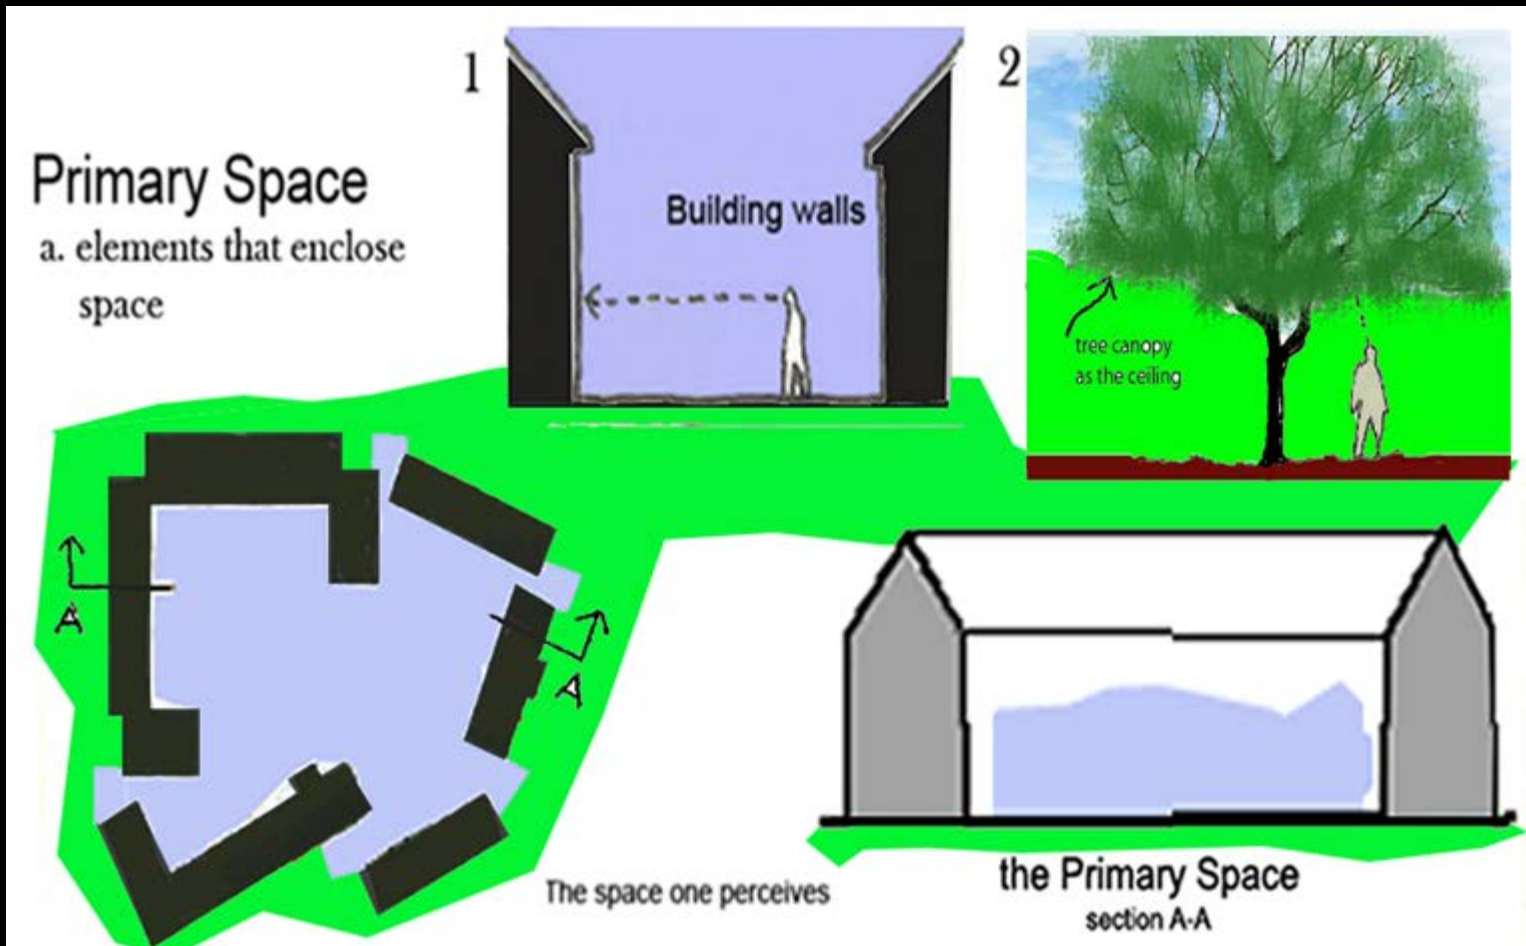 Primary Space
a. elements that enclose
space
1
Building walls
2
tree canopy
as the ceiling
A
A
The space one perceives
the Primary Space
section A-A